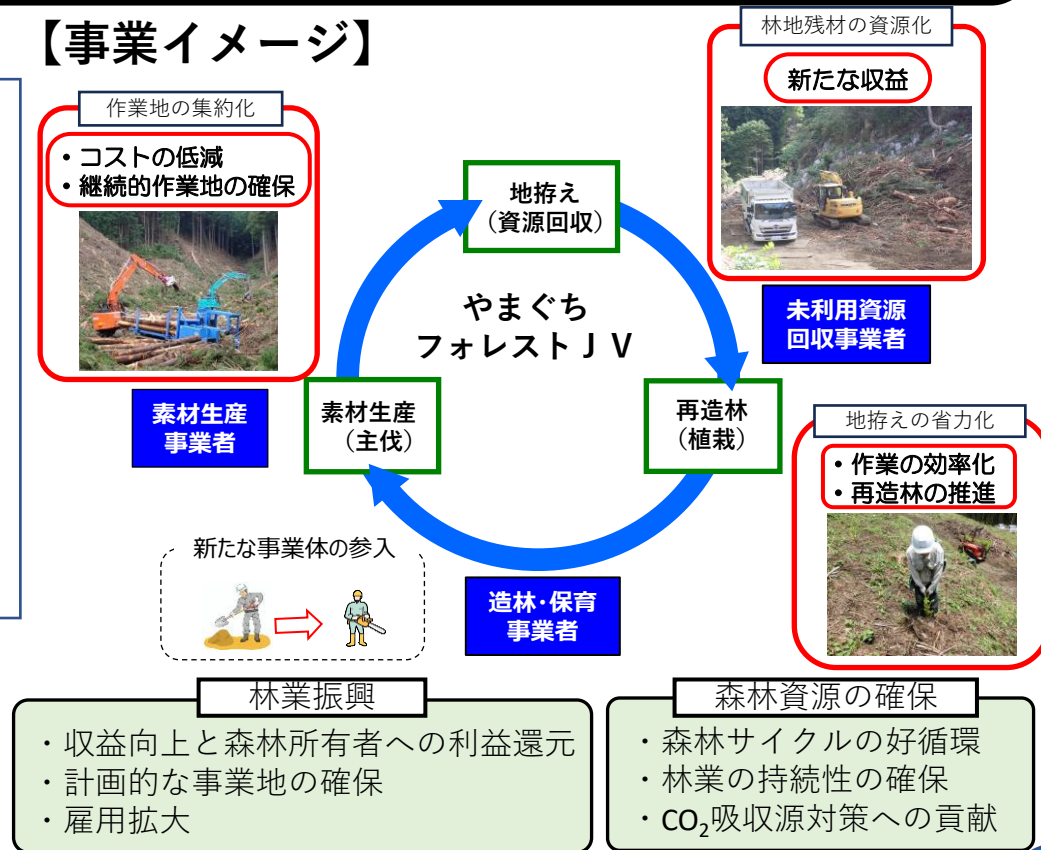 【事業イメージ】
作業地の集約化
・コストの低減
・継続的作業地の確保
林地残材の資源化
新たな収益
地拵え
（資源回収）
やまぐち
フォレストＪＶ
未利用資源
回収事業者
素材生産
事業者
素材生産
（主伐）
再造林
（植栽）
地拵えの省力化
・作業の効率化
・再造林の推進
新たな事業体の参入
造林・保育
事業者
林業振興
・収益向上と森林所有者への利益還元
・計画的な事業地の確保
・雇用拡大
森林資源の確保
・森林サイクルの好循環
・林業の持続性の確保
・CO₂吸収源対策への貢献